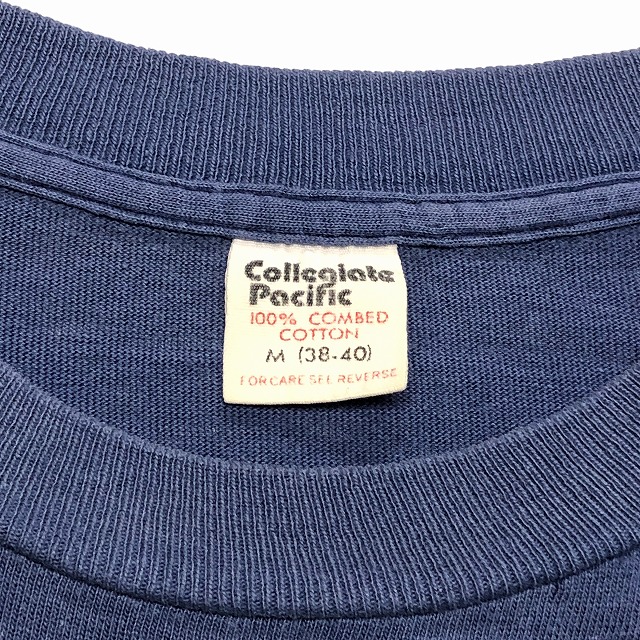 Collegiate
Pacific
100% COMBED
COTTON
M (38-40)
FOR CARE SEE REVERSE